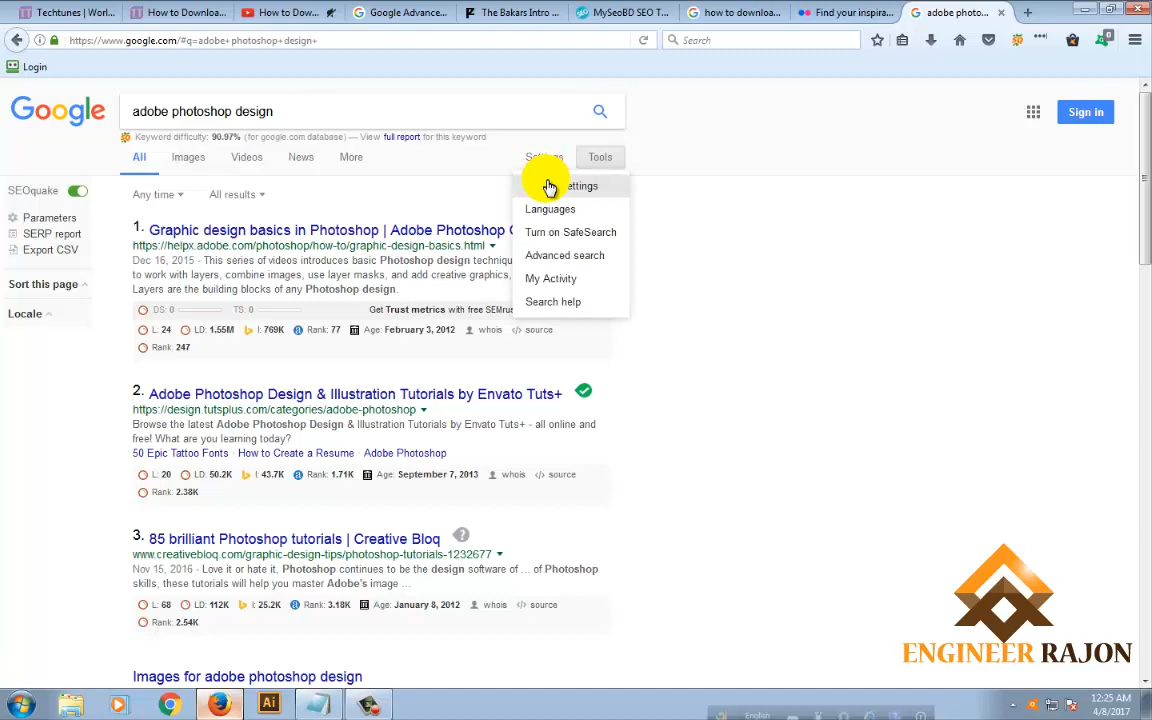 Techtunes | N...
How to Downloa...
How to Dow...
Google Advance...
The Bakars Intro ...
MySeoBD SEO T...
how to downloa...
Find your inspira...
adobe photo...
https://www.google.com/#q=adobe+photoshop+design+
Search
0
Login
Google
adobe photoshop design
Sign in
Keyword difficulty: 90.97% (for google.com database) — View full report for this keyword
All Images Videos News More Tools
SEOquake
Any time All results
ettings
Languages
Turn on SafeSearch
Advanced search
My Activity
Search help
Parameters
SERP report
Export CSV
Sort this page
Locale
1. Graphic design basics in Photoshop | Adobe Photoshop
https://helpx.adobe.com/photoshop/how-to/graphic-design-basics.html
Dec 16, 2015 - This series of videos introduces basic Photoshop design
to work with layers, combine images, use layer masks, and add creative graphics,
Layers are the building blocks of any Photoshop design.
DS: 0 TS: 0 Get Trust metrics with free
L: 24 LD: 1.55M I: 769K Rank: 77 Age: February 3, 2012 whois </> source
Rank: 247
2. Adobe Photoshop Design & Illustration Tutorials by Envato Tuts+
https://design.tutsplus.com/categories/adobe-photoshop
Browse the latest Adobe Photoshop Design & Illustration Tutorials by Envato Tuts+ - all online and
free! What are you learning today?
50 Epic Tattoo Fonts · How to Create a Resume · Adobe Photoshop
L: 20 LD: 50.2K I: 43.7K Rank: 1.71K Age: September 7, 2013 whois </> source
Rank: 2.38K
3. 85 brilliant Photoshop tutorials | Creative Bloq
www.creativebloq.com/graphic-design-tips/photoshop-tutorials-1232677
Nov 15, 2016 - Love it or hate it, Photoshop continues to be the design software of ... of Photoshop
skills, these tutorials will help you master Adobe's image ...
L: 68 LD: 112K I: 25.2K Rank: 3.18K Age: January 8, 2012 whois </> source
Rank: 2.54K
Images for adobe photoshop design
ENGINEER RAJON
Ai
English
12:25 AM
4/8/2017